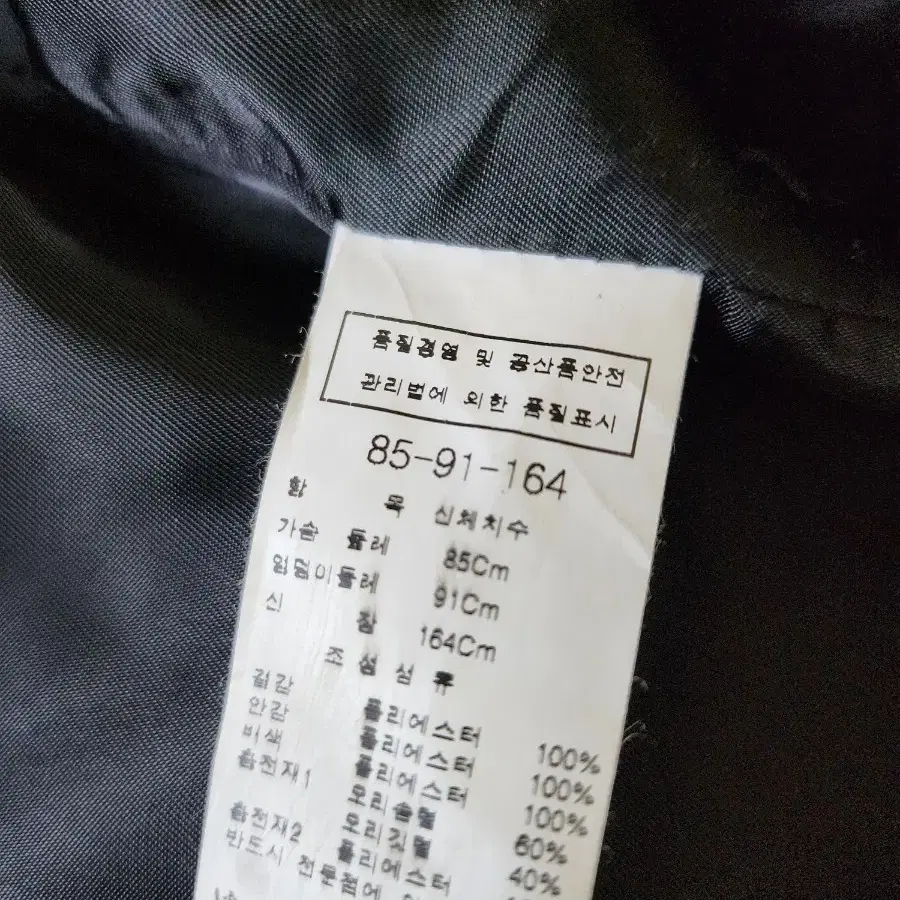 품질경영 및 공산품안전
관리법에 의한 품질표시
85-91-164
항 목 신체치수
가슴 둘레 85Cm
엉덩이둘레 91Cm
신 장 164Cm
조 성 섬 유
겉감 폴리에스터 100%
안감 폴리에스터 100%
배색 폴리에스터 100%
충전재1 오리솜털 60%
오리깃털 40%
충전재2 폴리에스터
반드시 전문점에